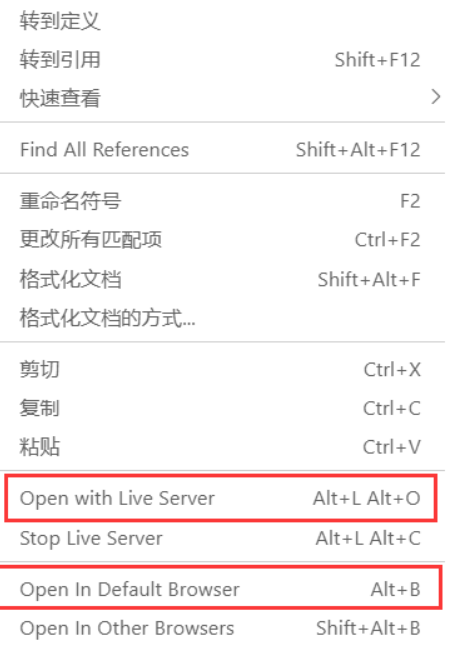 转到定义
转到引用 Shift+F12
快速查看
Find All References Shift+Alt+F12
重命名符号 F2
更改所有匹配项 Ctrl+F2
格式化文档 Shift+Alt+F
格式化文档的方式...
剪切 Ctrl+X
复制 Ctrl+C
粘贴 Ctrl+V
Open with Live Server Alt+L Alt+O
Stop Live Server Alt+L Alt+C
Open In Default Browser Alt+B
Open In Other Browsers Shift+Alt+B